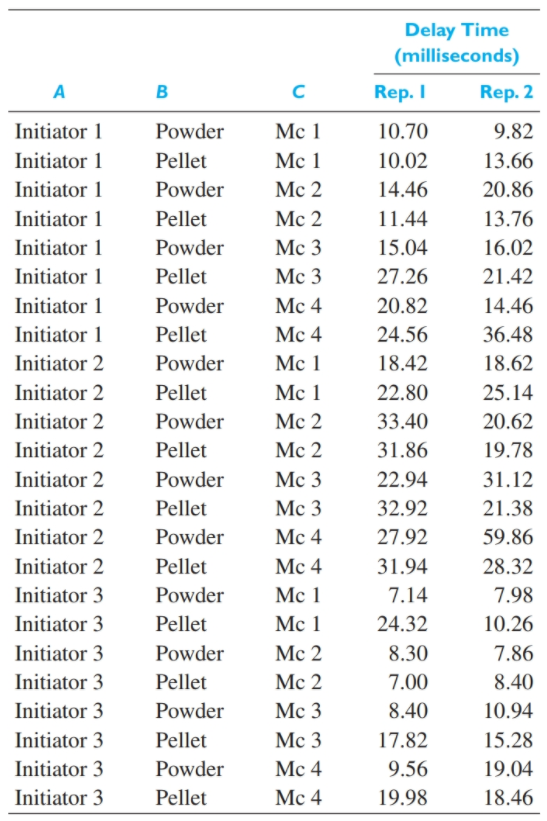 Delay Time
(milliseconds)
A B C Rep. 1 Rep. 2
Initiator 1 Powder Mc 1 10.70 9.82
Initiator 1 Pellet Mc 1 10.02 13.66
Initiator 1 Powder Mc 2 14.46 20.86
Initiator 1 Pellet Mc 2 11.44 13.76
Initiator 1 Powder Mc 3 15.04 16.02
Initiator 1 Pellet Mc 3 27.26 21.42
Initiator 1 Powder Mc 4 20.82 14.46
Initiator 1 Pellet Mc 4 24.56 36.48
Initiator 2 Powder Mc 1 18.42 18.62
Initiator 2 Pellet Mc 1 22.80 25.14
Initiator 2 Powder Mc 2 33.40 20.62
Initiator 2 Pellet Mc 2 31.86 19.78
Initiator 2 Powder Mc 3 22.94 31.12
Initiator 2 Pellet Mc 3 32.92 21.38
Initiator 2 Powder Mc 4 27.92 59.86
Initiator 2 Pellet Mc 4 31.94 28.32
Initiator 3 Powder Mc 1 7.14 7.98
Initiator 3 Pellet Mc 1 24.32 10.26
Initiator 3 Powder Mc 2 8.30 7.86
Initiator 3 Pellet Mc 2 7.00 8.40
Initiator 3 Powder Mc 3 8.40 10.94
Initiator 3 Pellet Mc 3 17.82 15.28
Initiator 3 Powder Mc 4 9.56 19.04
Initiator 3 Pellet Mc 4 19.98 18.46